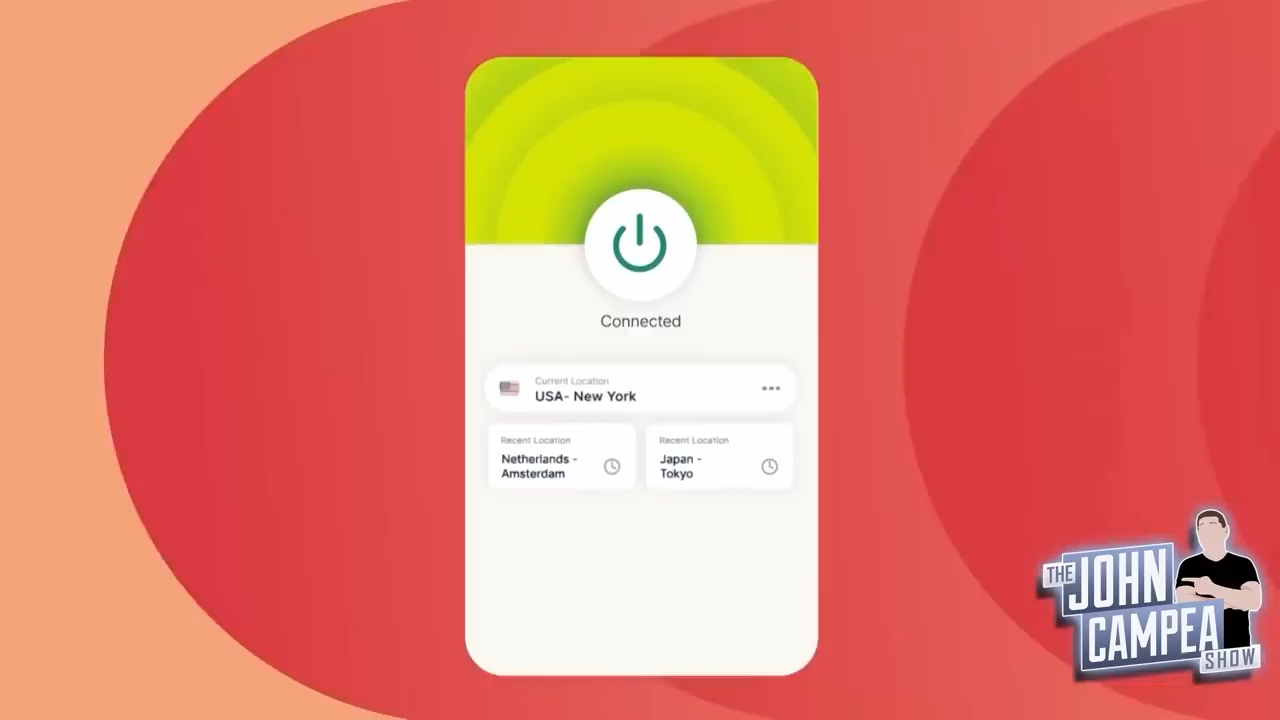 Connected
Current Location
USA- New York
Recent Location
Netherlands -
Amsterdam
Recent Location
Japan -
Tokyo
THE
JOHN
CAMPEA
SHOW